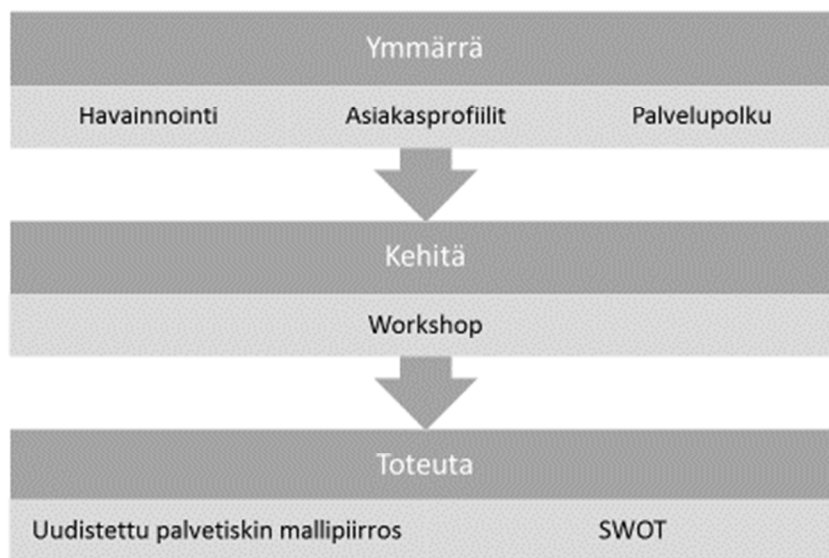 Ymmärrä
Havainnointi Asiakasprofiilit Palvelupolku
Kehitä
Workshop
Toteuta
Uudistettu palvetiskin mallipiirros SWOT